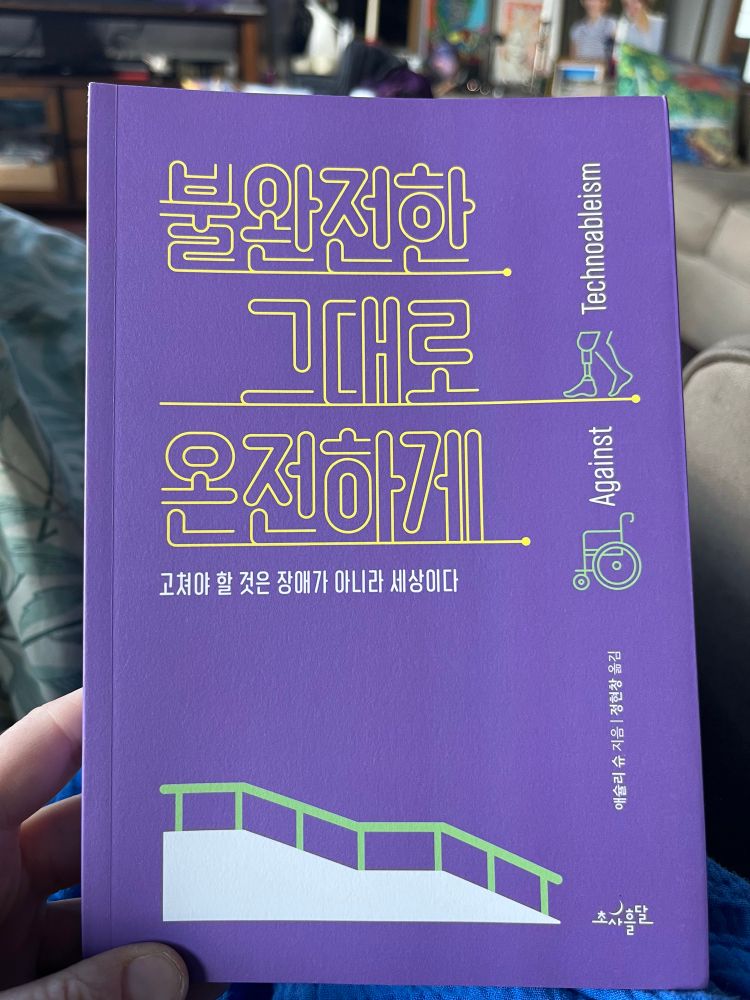 불완전한
그대로
온전하게
고쳐야 할 것은 장애가 아니라 세상이다
Against Technoableism
애슐리 슈 지음 | 정현창 옮김
초사흘달